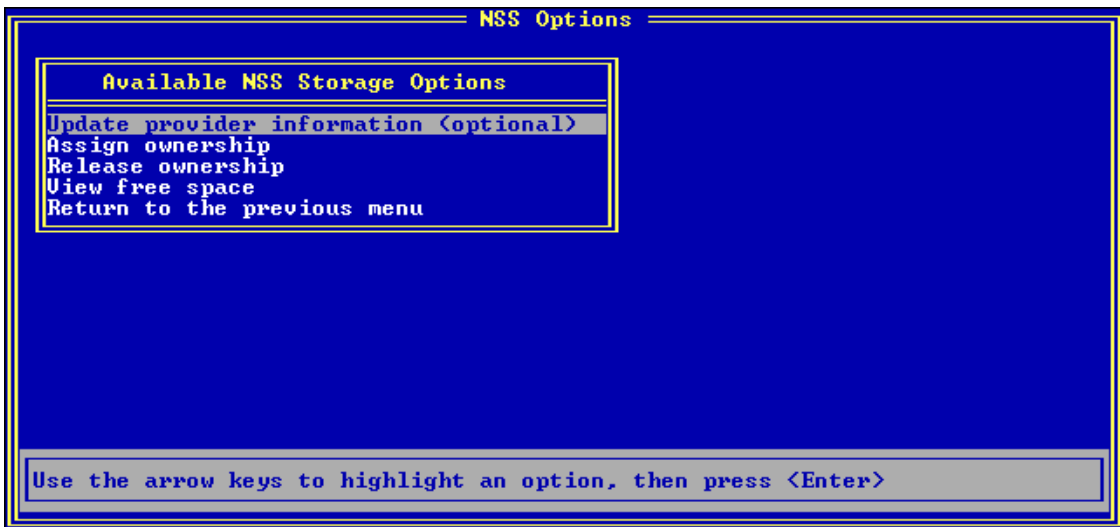 NSS Options
Available NSS Storage Options
Update provider information (optional)
Assign ownership
Release ownership
View free space
Return to the previous menu
Use the arrow keys to highlight an option, then press <Enter>